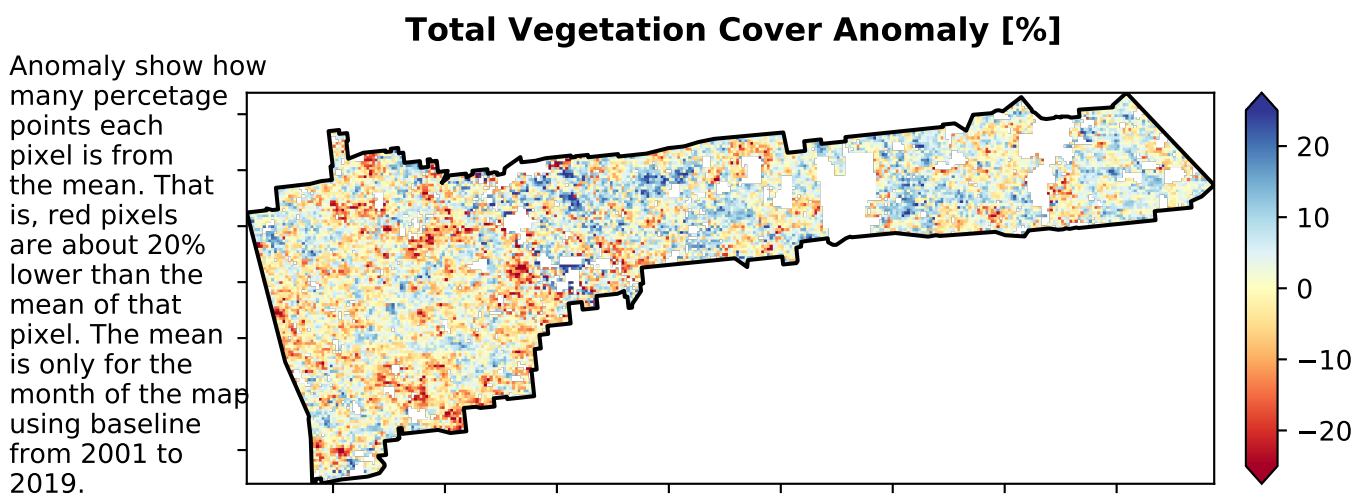 Total Vegetation Cover Anomaly [%]
Anomaly show how
many percetage
points each
pixel is from
the mean. That
is, red pixels
are about 20%
lower than the
mean of that
pixel. The mean
is only for the
month of the map
using baseline
from 2001 to
2019.
20
10
0
−10
−20